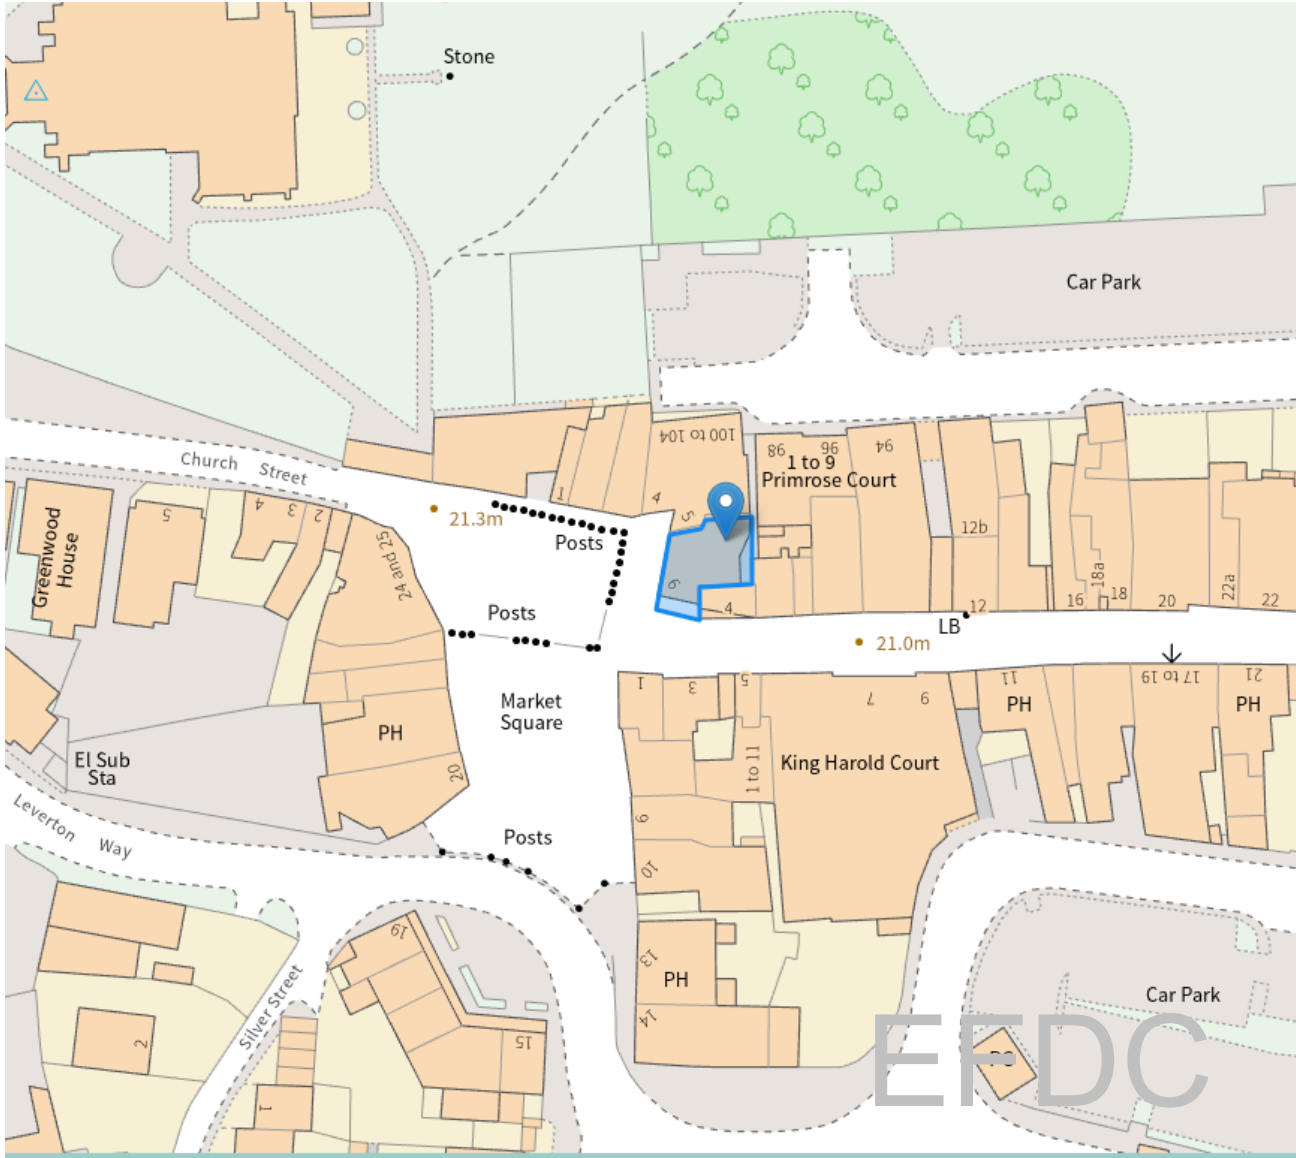 Stone
Car Park
Church Street
100 to 104
98
96
94
1 to 9
Primrose Court
1
4
5
21.3m
Posts
Greenwood
House
5
4
3
2
24 and 25
Posts
6
4
12b
12
LB
16
18a
18
20
22a
22
21.0m
Market
Square
PH
20
El Sub
Sta
Leverton Way
Posts
1
3
5
7
9
11
PH
17 to 19
21
PH
1 to 11
King Harold Court
9
10
13
PH
14
Car Park
19
15
Silver Street
2
1
EFDC